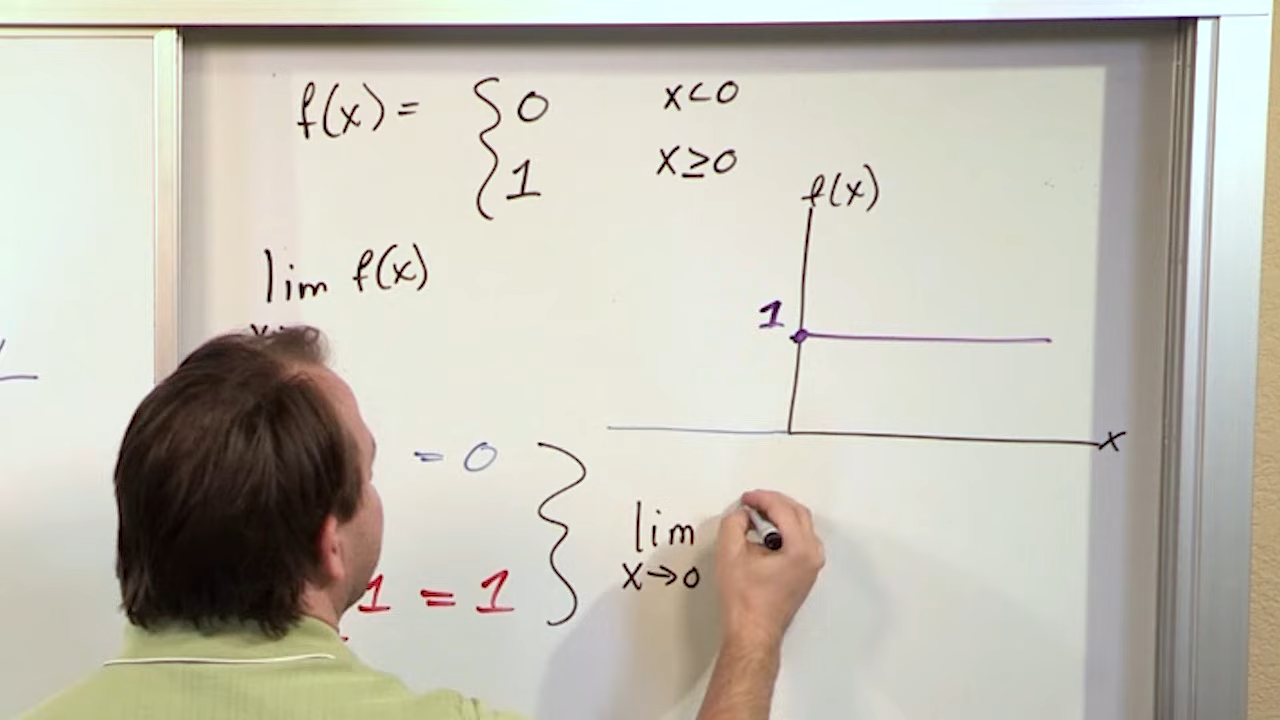 f(x) = { 0 x<0
1 x≥0
f(x)
lim f(x)
1
x
= 0
lim
x→0
1 = 1